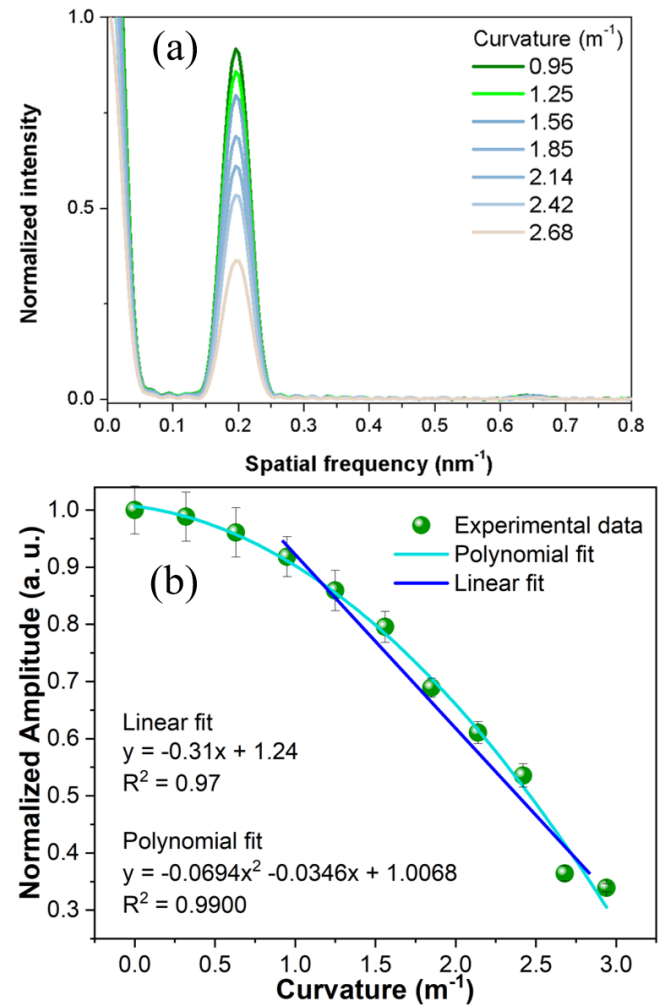 (a)
Curvature (m⁻¹)
0.95
1.25
1.56
1.85
2.14
2.42
2.68
1.0
0.5
0.0
Normalized intensity
0.0 0.1 0.2 0.3 0.4 0.5 0.6 0.7 0.8
Spatial frequency (nm⁻¹)
(b)
Experimental data
Polynomial fit
Linear fit
1.0
0.9
0.8
0.7
0.6
0.5
0.4
0.3
Normalized Amplitude (a. u.)
Linear fit
y = -0.31x + 1.24
R² = 0.97
Polynomial fit
y = -0.0694x² -0.0346x + 1.0068
R² = 0.9900
0.0 0.5 1.0 1.5 2.0 2.5 3.0
Curvature (m⁻¹)